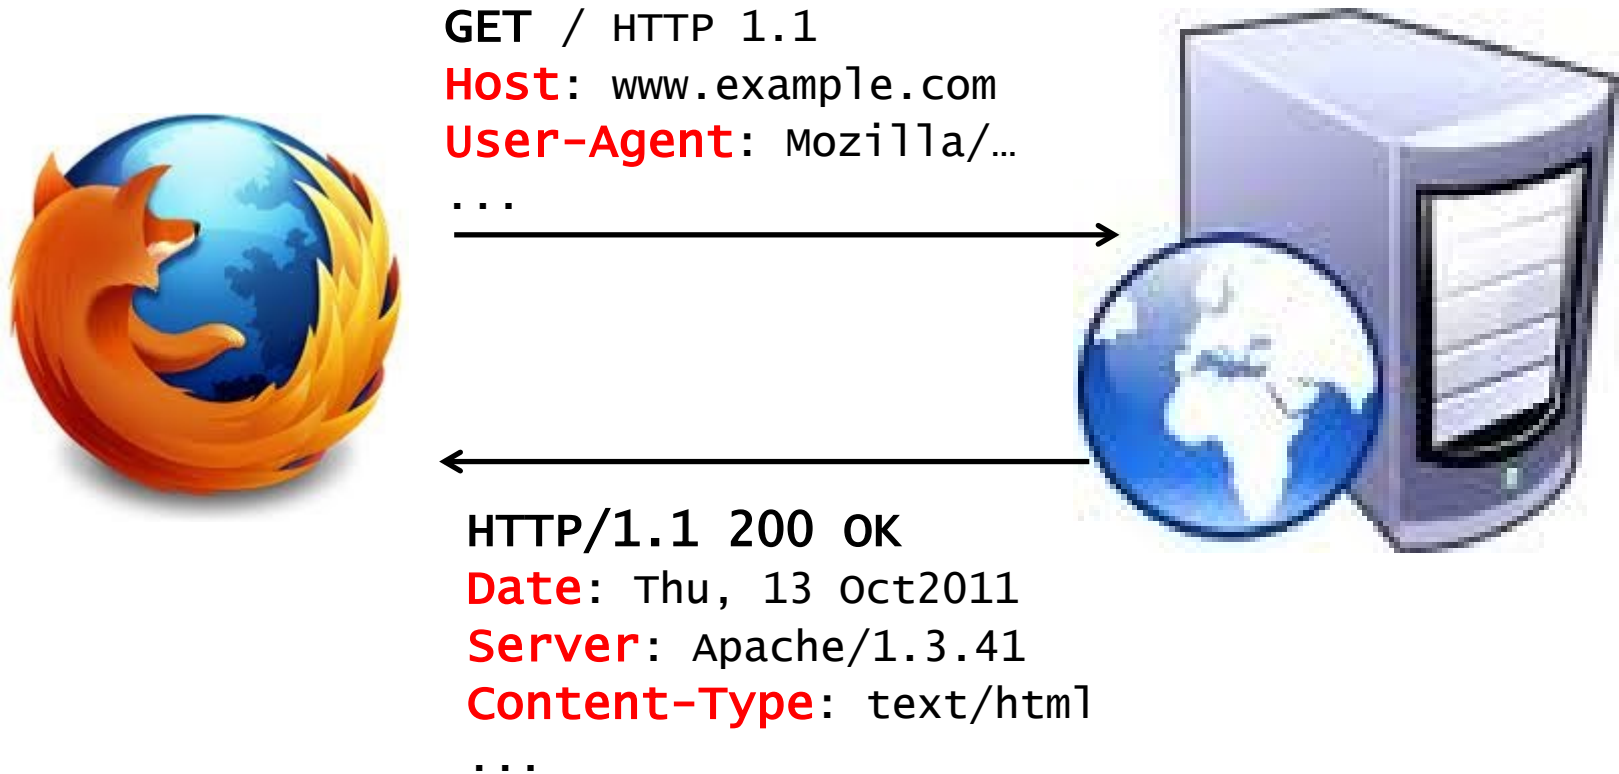 GET / HTTP 1.1
Host: www.example.com
User-Agent: Mozilla/…
...
HTTP/1.1 200 OK
Date: Thu, 13 Oct2011
Server: Apache/1.3.41
Content-Type: text/html
...